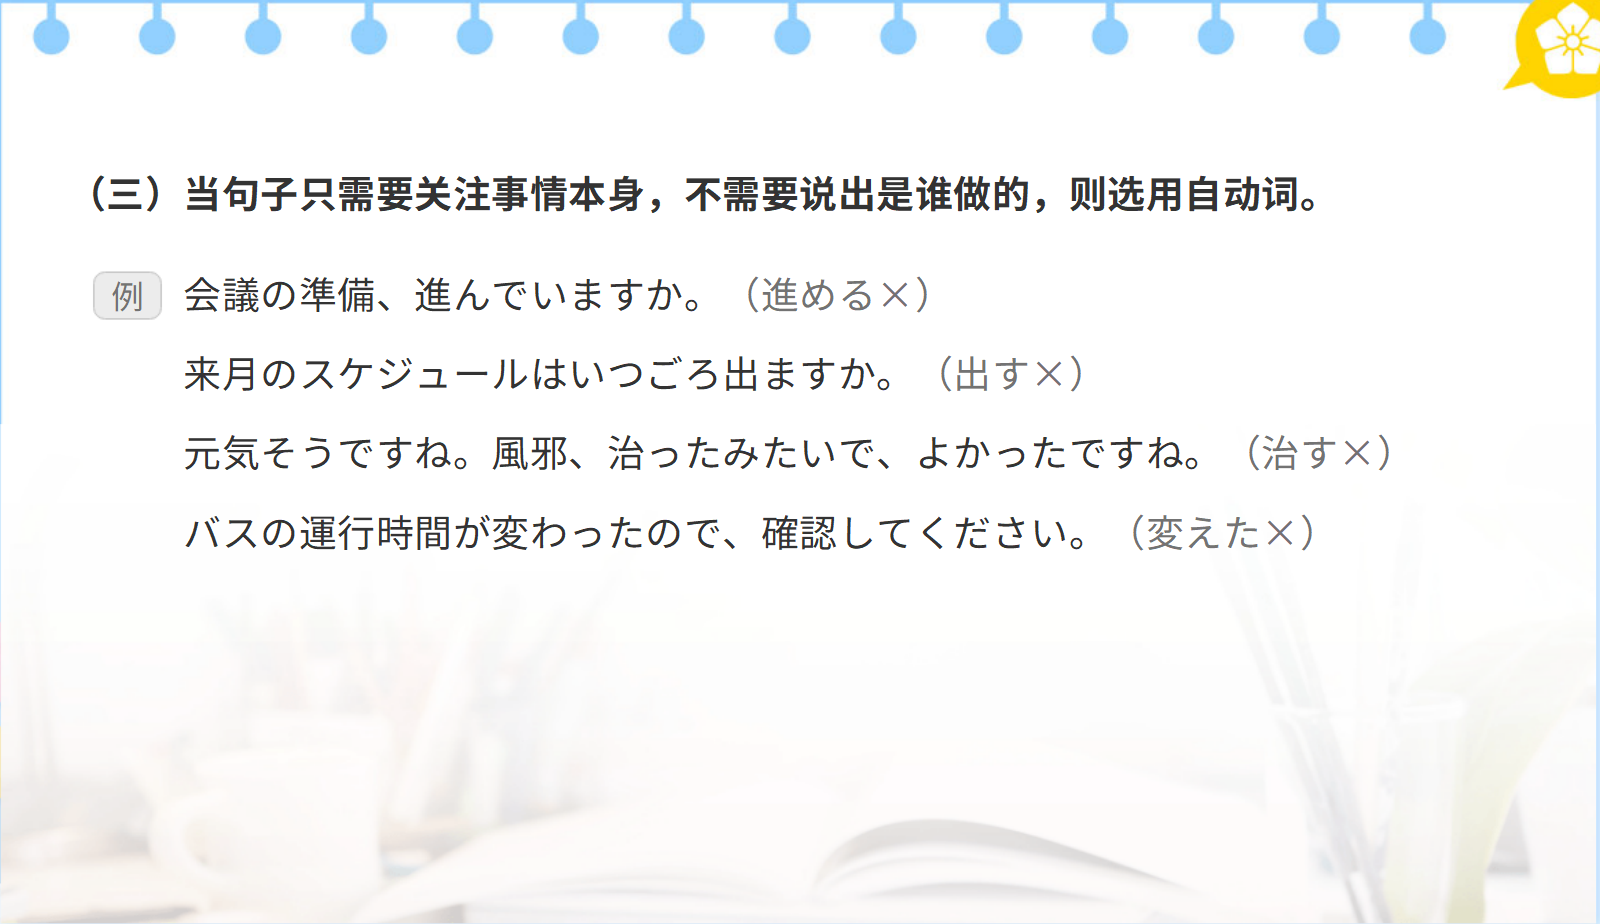 （三）当句子只需要关注事情本身，不需要说出是谁做的，则选用自动词。
例 会議の準備、進んでいますか。（進める×）
来月のスケジュールはいつごろ出ますか。（出す×）
元気そうですね。風邪、治ったみたいで、よかったですね。（治す×）
バスの運行時間が変わったので、確認してください。（変えた×）